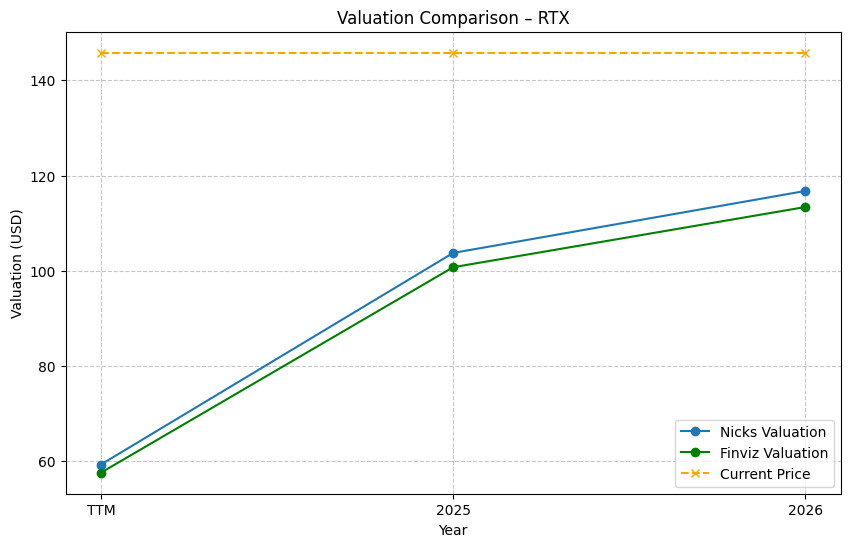 Valuation Comparison – RTX
Valuation (USD)
140
120
100
80
60
TTM
2025
2026
Year
Nicks Valuation
Finviz Valuation
Current Price